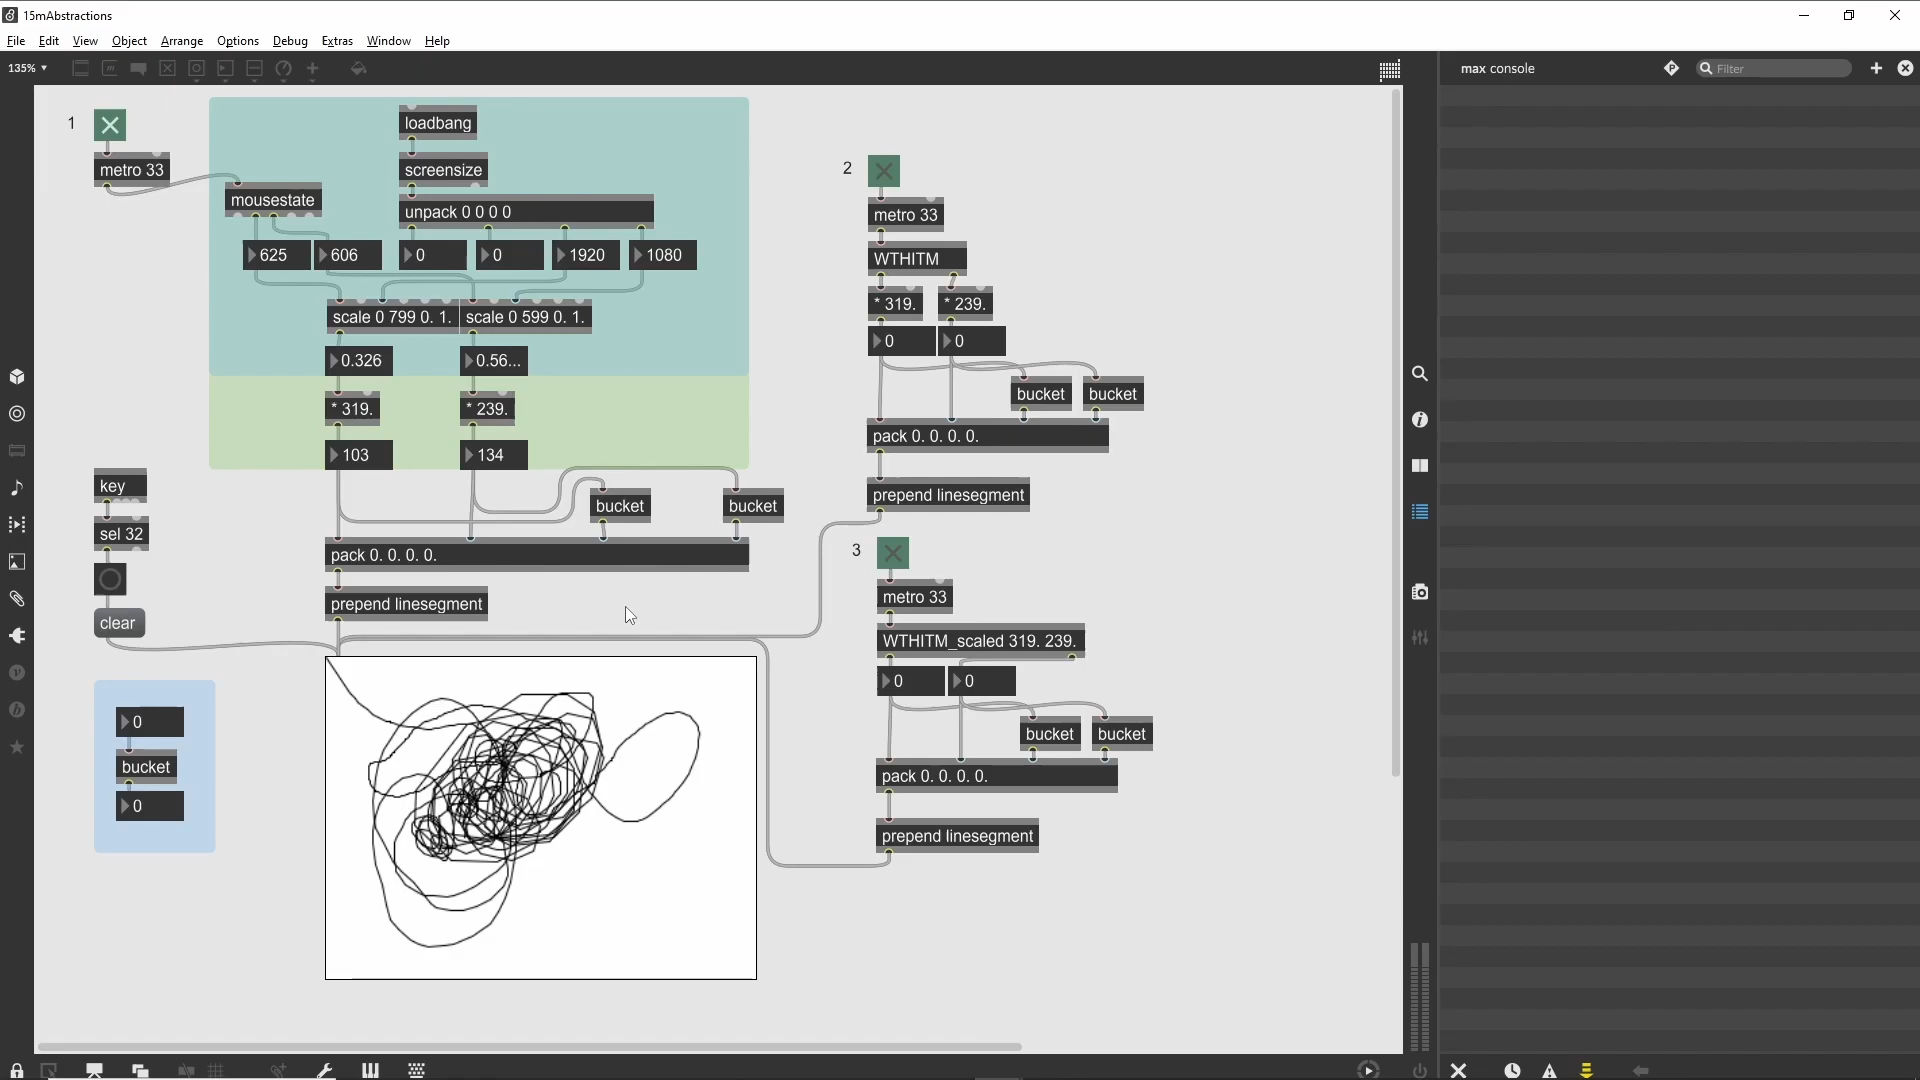 15mAbstractions
File Edit View Object Arrange Options Debug Extras Window Help
135%
max console
Filter
1
metro 33
loadbang
screensize
mousestate
unpack 0 0 0 0
625
606
0
0
1920
1080
scale 0 799 0. 1.
scale 0 599 0. 1.
0.326
0.56...
* 319.
* 239.
103
134
bucket
bucket
pack 0. 0. 0. 0.
prepend linesegment
key
sel 32
clear
0
bucket
0
2
metro 33
WTHITM
* 319.
* 239.
0
0
bucket
bucket
pack 0. 0. 0. 0.
prepend linesegment
3
metro 33
WTHITM_scaled 319. 239.
0
0
bucket
bucket
pack 0. 0. 0. 0.
prepend linesegment